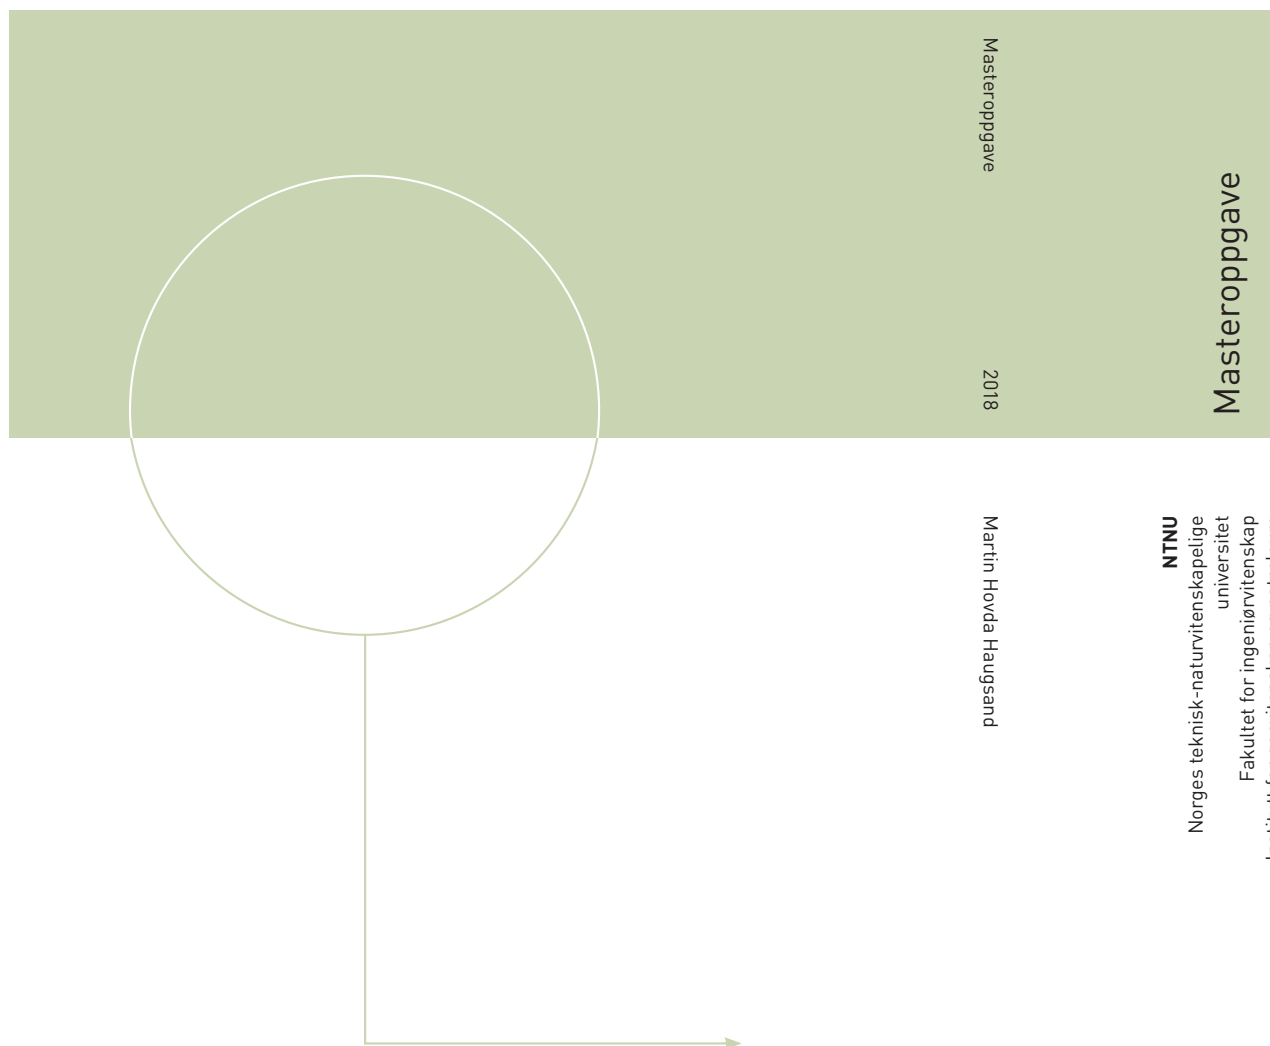 Masteroppgave
2018
Martin Hovda Haugsand
Masteroppgave
NTNU
Norges teknisk-naturvitenskapelige
universitet
Fakultet for ingeniørvitenskap